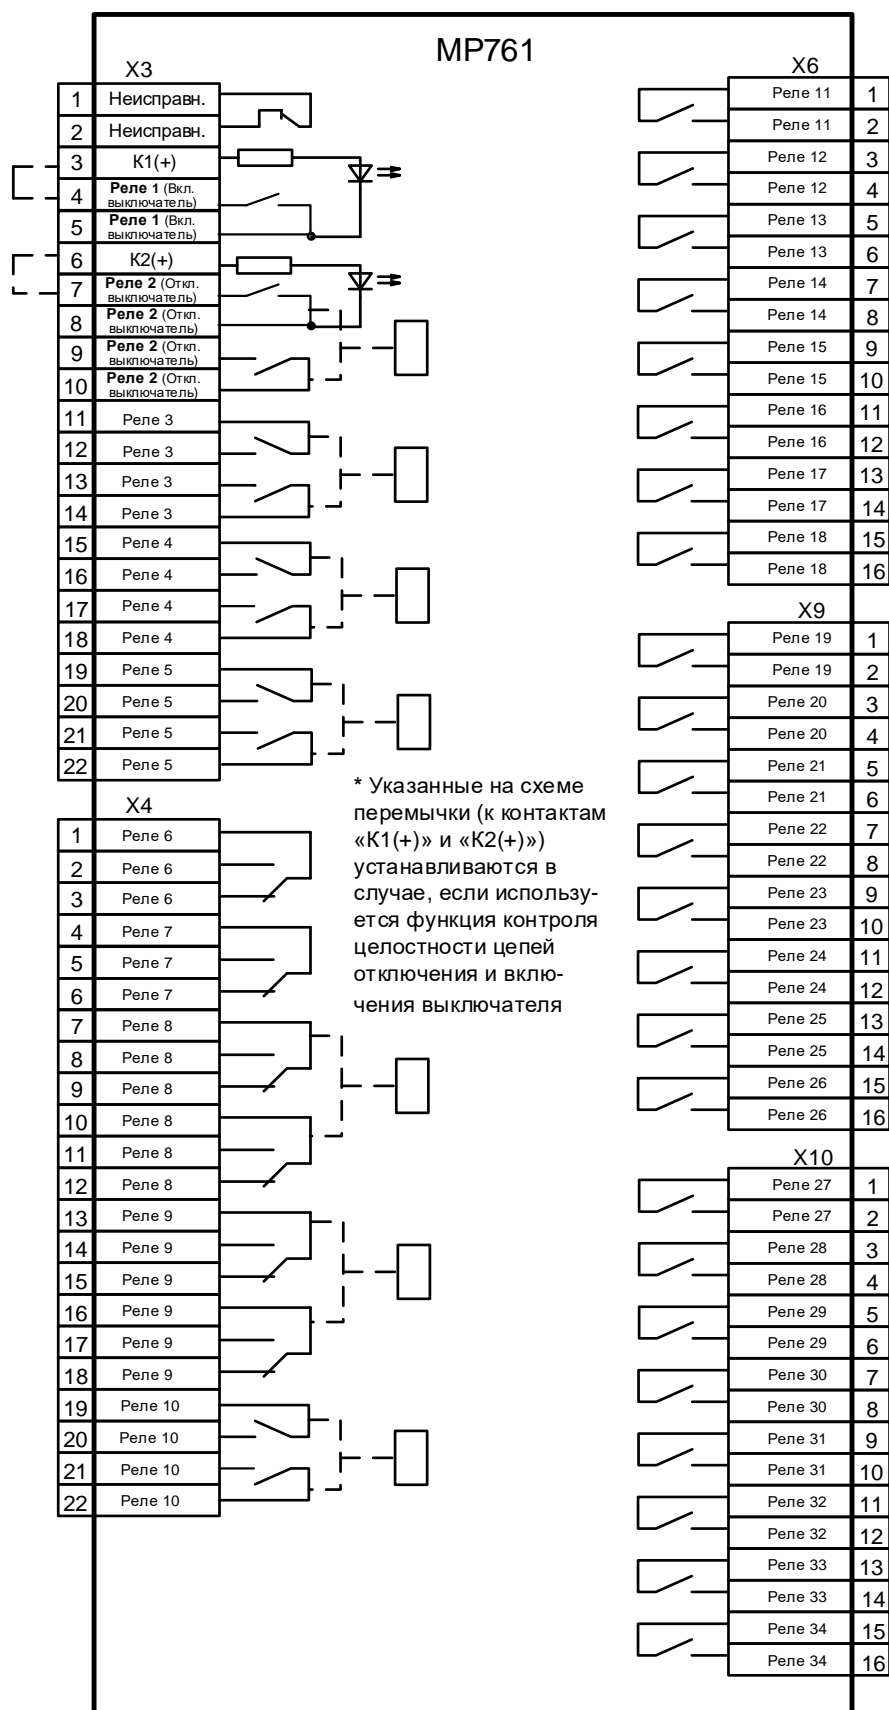 МР761
X3
1 Неисправн.
2 Неисправн.
3 К1(+)
4 Реле 1 (Вкл.
выключатель)
5 Реле 1 (Вкл.
выключатель)
6 К2(+)
7 Реле 2 (Откл.
выключатель)
8 Реле 2 (Откл.
выключатель)
9 Реле 2 (Откл.
выключатель)
10 Реле 2 (Откл.
выключатель)
11 Реле 3
12 Реле 3
13 Реле 3
14 Реле 3
15 Реле 4
16 Реле 4
17 Реле 4
18 Реле 4
19 Реле 5
20 Реле 5
21 Реле 5
22 Реле 5
X4
1 Реле 6
2 Реле 6
3 Реле 6
4 Реле 7
5 Реле 7
6 Реле 7
7 Реле 8
8 Реле 8
9 Реле 8
10 Реле 8
11 Реле 8
12 Реле 8
13 Реле 9
14 Реле 9
15 Реле 9
16 Реле 9
17 Реле 9
18 Реле 9
19 Реле 10
20 Реле 10
21 Реле 10
22 Реле 10
* Указанные на схеме
перемычки (к контактам
«К1(+)» и «К2(+)»)
устанавливаются в
случае, если использу-
ется функция контроля
целостности цепей
отключения и вклю-
чения выключателя
X6
Реле 11 1
Реле 11 2
Реле 12 3
Реле 12 4
Реле 13 5
Реле 13 6
Реле 14 7
Реле 14 8
Реле 15 9
Реле 15 10
Реле 16 11
Реле 16 12
Реле 17 13
Реле 17 14
Реле 18 15
Реле 18 16
X9
Реле 19 1
Реле 19 2
Реле 20 3
Реле 20 4
Реле 21 5
Реле 21 6
Реле 22 7
Реле 22 8
Реле 23 9
Реле 23 10
Реле 24 11
Реле 24 12
Реле 25 13
Реле 25 14
Реле 26 15
Реле 26 16
X10
Реле 27 1
Реле 27 2
Реле 28 3
Реле 28 4
Реле 29 5
Реле 29 6
Реле 30 7
Реле 30 8
Реле 31 9
Реле 31 10
Реле 32 11
Реле 32 12
Реле 33 13
Реле 33 14
Реле 34 15
Реле 34 16